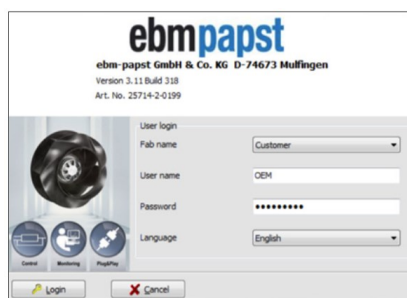 ebmpapst
ebm-papst GmbH & Co. KG D-74673 Mulfingen
Version 3.11 Build 318
Art. No. 25714-2-0199
User login
Fab name
Customer
User name
OEM
Password
•••••••••
Language
English
Control Monitoring Plug&Play
Login Cancel